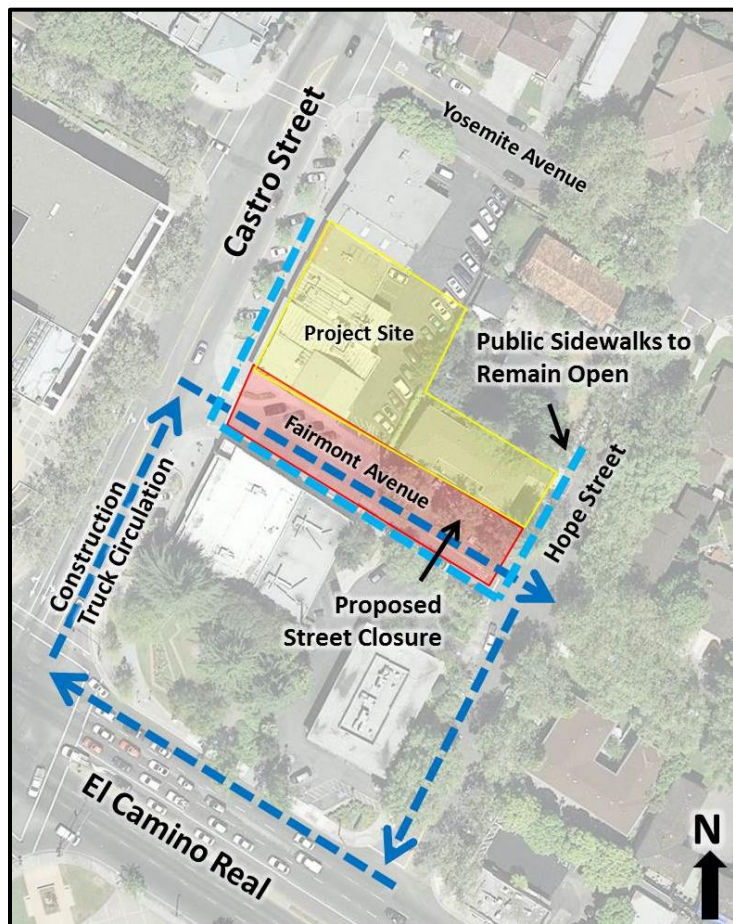 Castro Street
Yosemite Avenue
Project Site
Public Sidewalks to
Remain Open
Fairmont Avenue
Hope Street
Construction
Truck Circulation
Proposed
Street Closure
El Camino Real
N